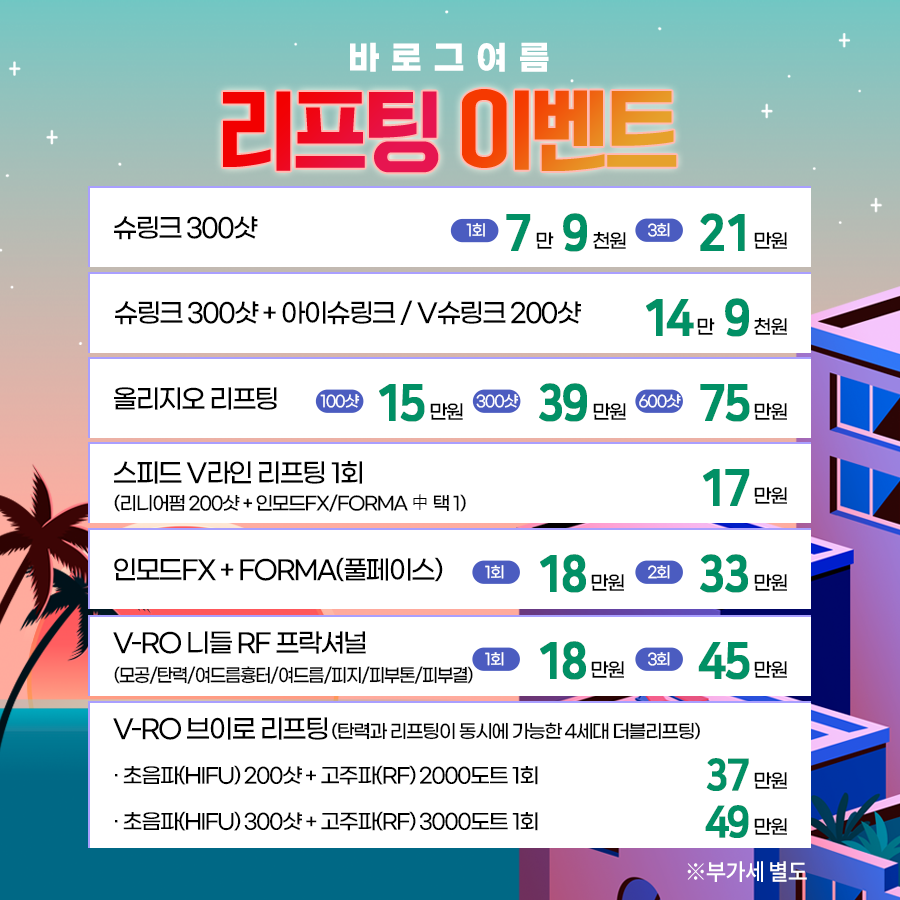 바로그여름
리프팅 이벤트
슈링크 300샷 1회 7만 9천원 3회 21만원
슈링크 300샷 + 아이슈링크 / V슈링크 200샷 14만 9천원
올리지오 리프팅 100샷 15만원 300샷 39만원 600샷 75만원
스피드 V라인 리프팅 1회 17만원
(리니어펌 200샷 + 인모드FX/FORMA 中 택 1)
인모드FX + FORMA(풀페이스) 1회 18만원 2회 33만원
V-RO 니들 RF 프락셔널 1회 18만원 3회 45만원
(모공/탄력/여드름흉터/여드름/피지/피부톤/피부결)
V-RO 브이로 리프팅 (탄력과 리프팅이 동시에 가능한 4세대 더블리프팅)
· 초음파(HIFU) 200샷 + 고주파(RF) 2000도트 1회 37만원
· 초음파(HIFU) 300샷 + 고주파(RF) 3000도트 1회 49만원
※부가세 별도